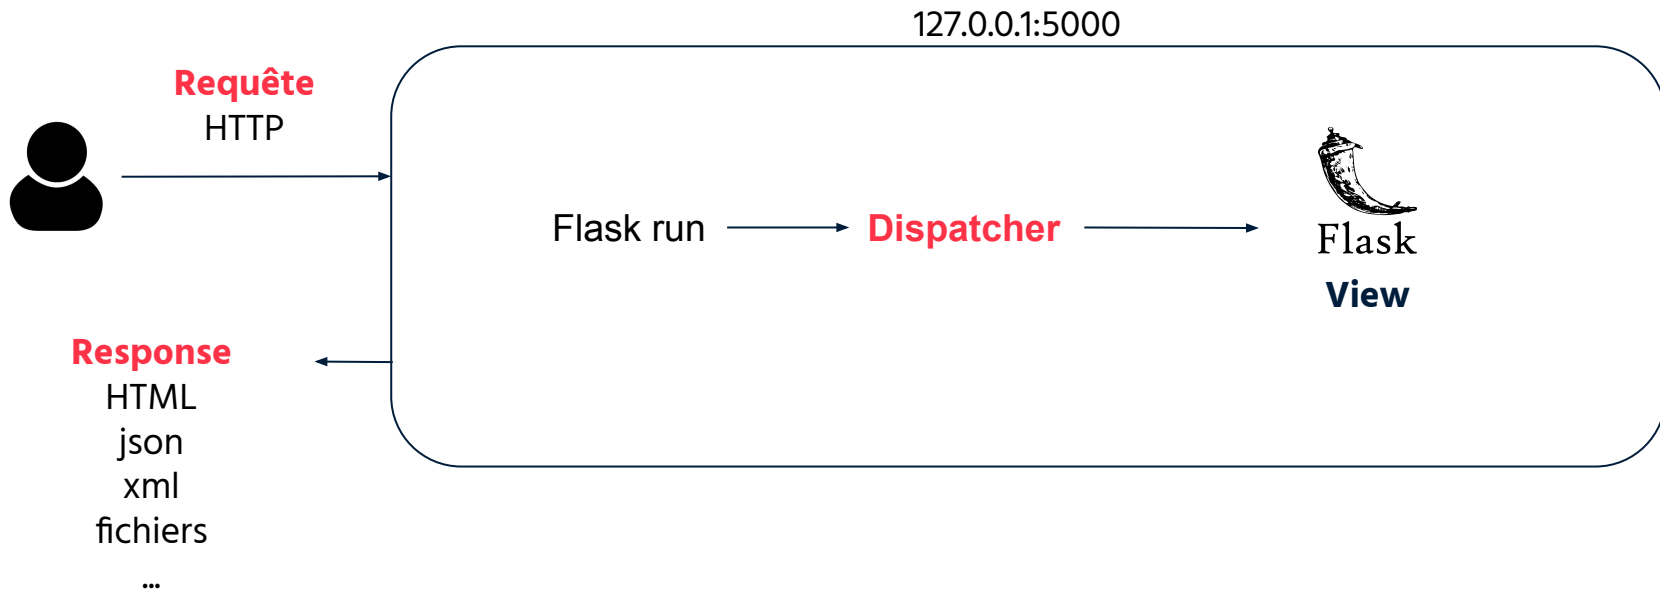 127.0.0.1:5000
Requête
HTTP
Flask run
Dispatcher
Flask
View
Response
HTML
json
xml
fichiers
...